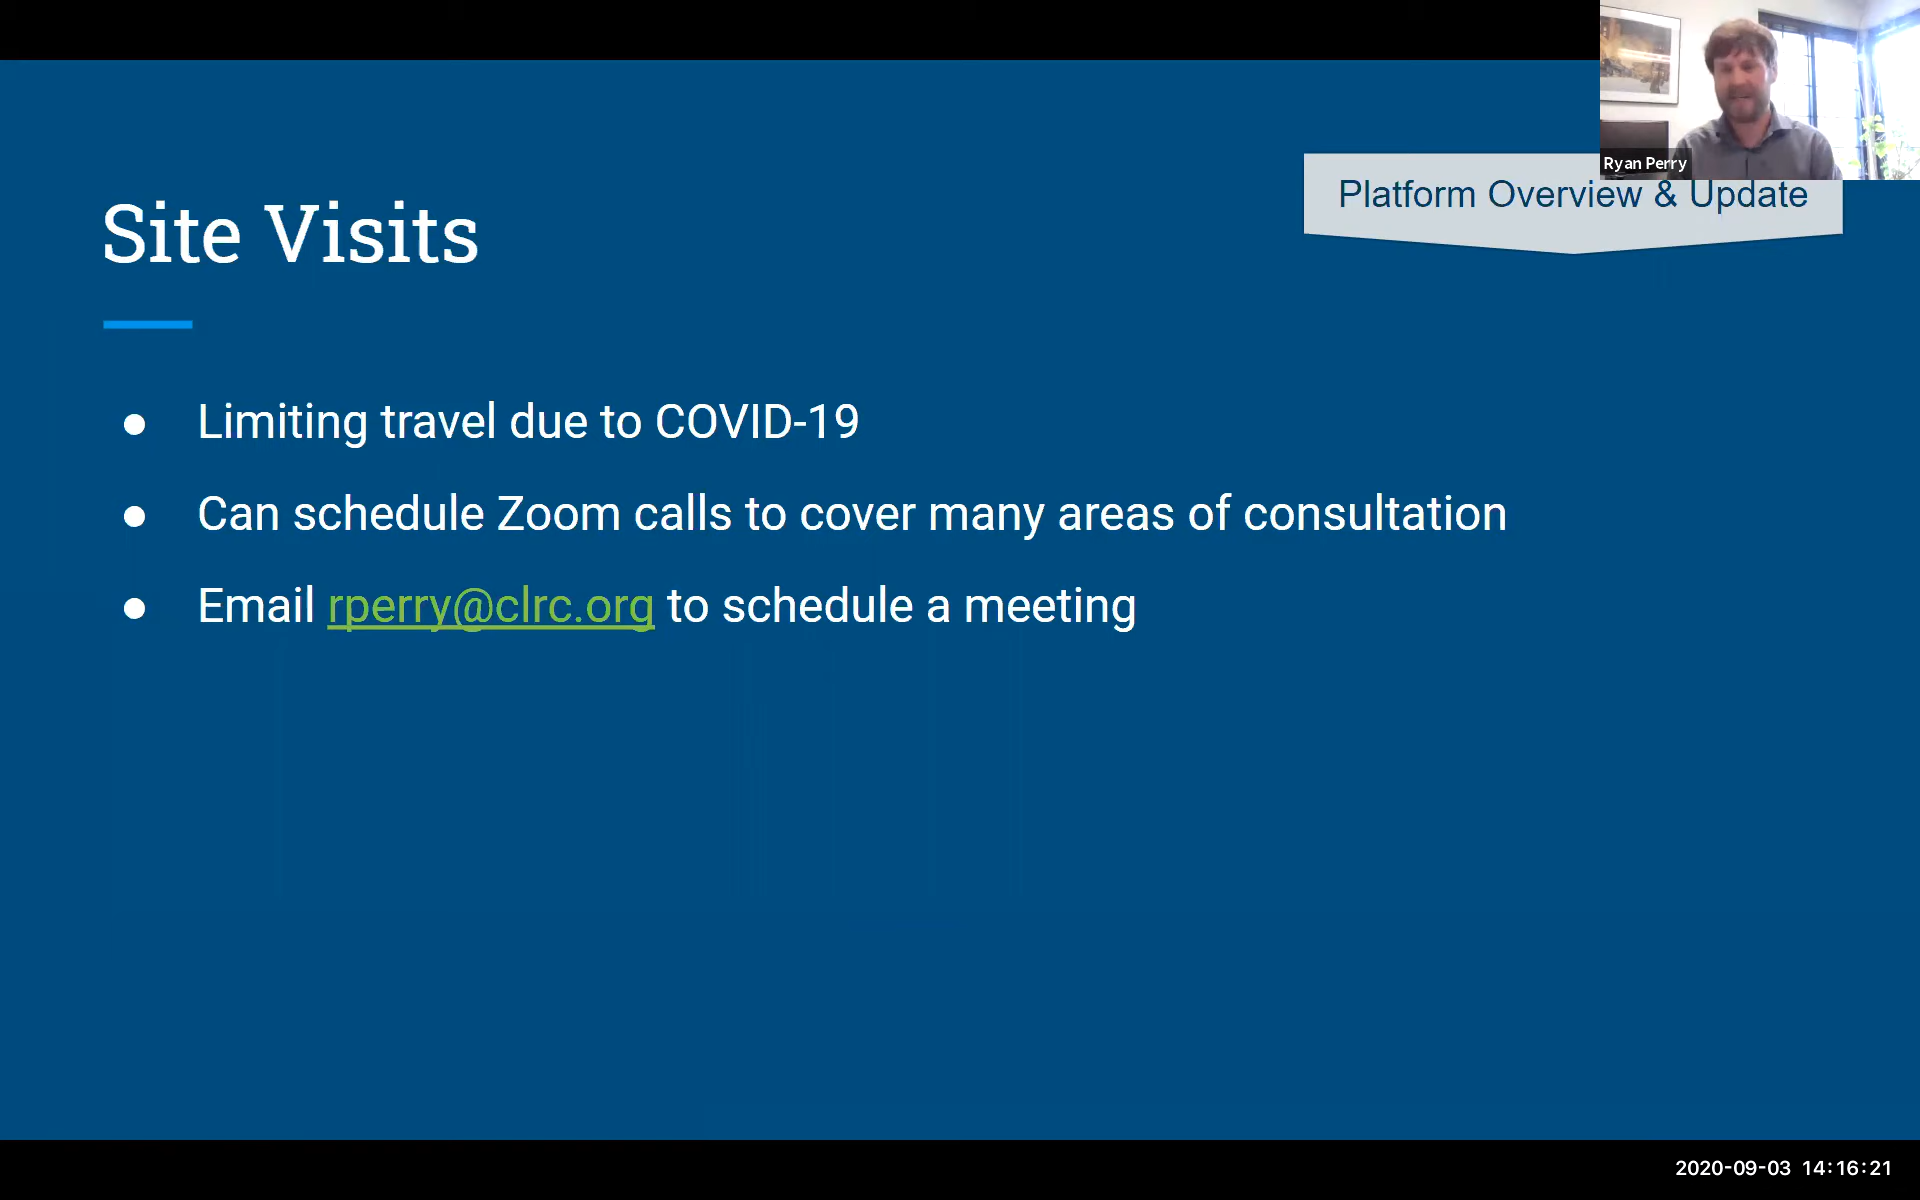 Ryan Perry
Platform Overview & Update
Site Visits
● Limiting travel due to COVID-19
● Can schedule Zoom calls to cover many areas of consultation
● Email rperry@clrc.org to schedule a meeting
2020-09-03 14:16:21